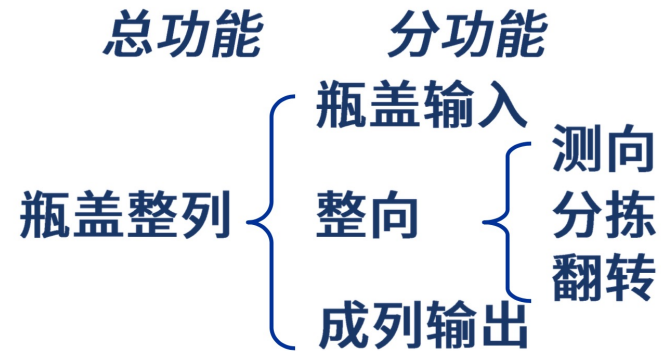 总功能 分功能
瓶盖输入
测向
瓶盖整列 整向 分拣
翻转
成列输出